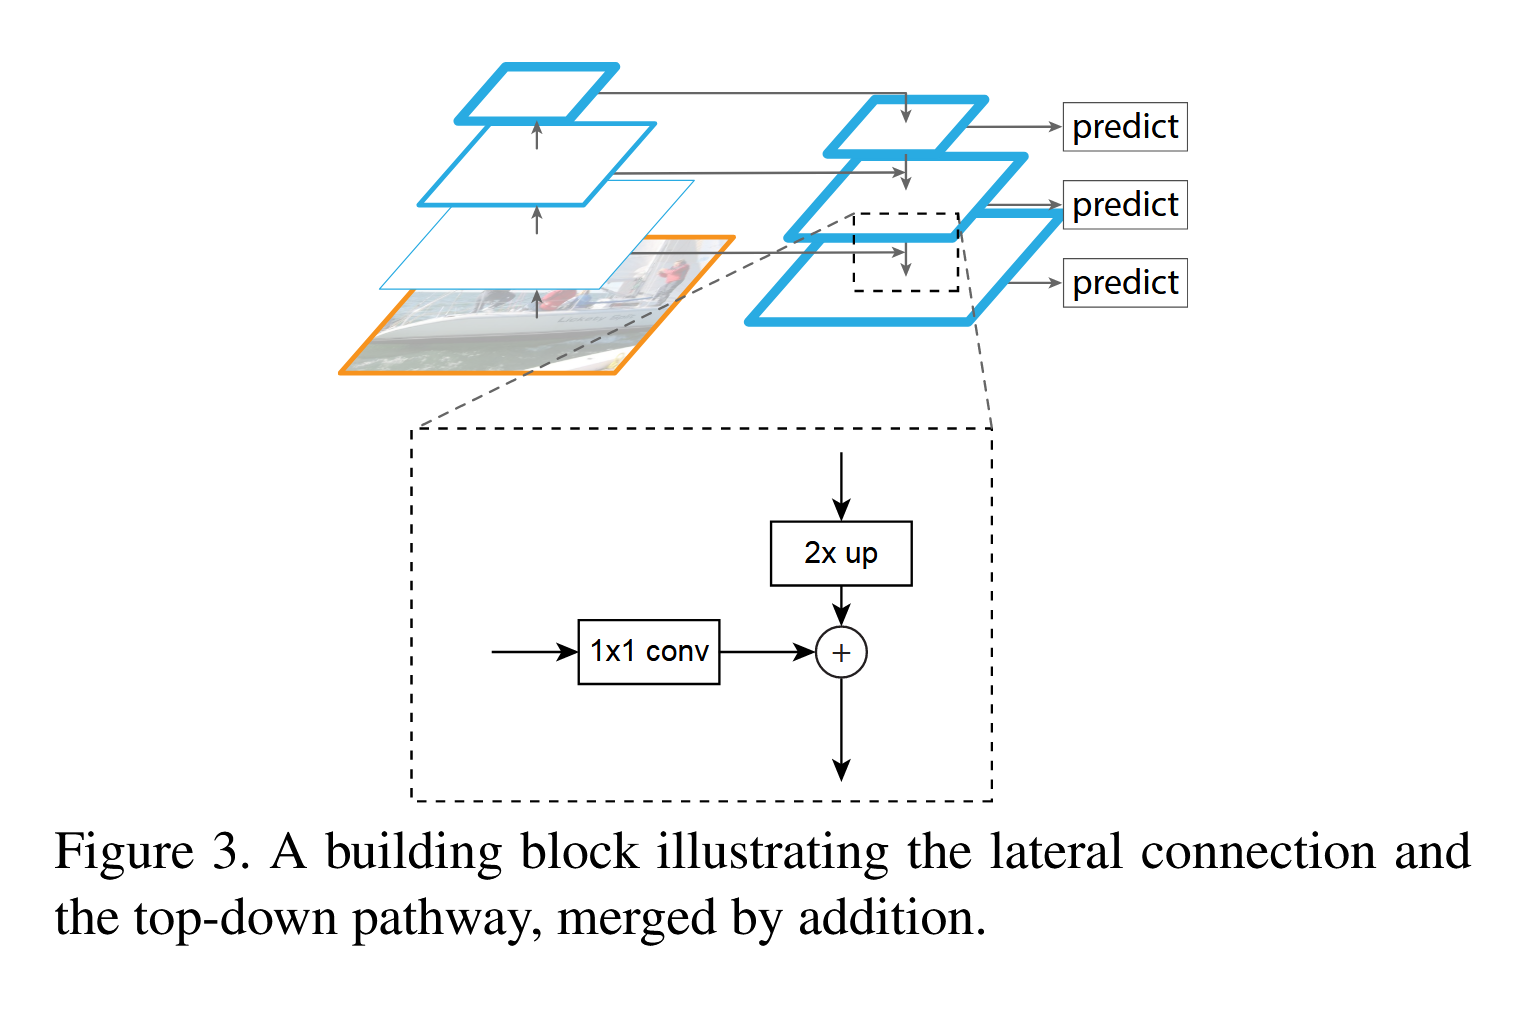 predict
predict
predict
2x up
1x1 conv
+
Figure 3. A building block illustrating the lateral connection and
the top-down pathway, merged by addition.